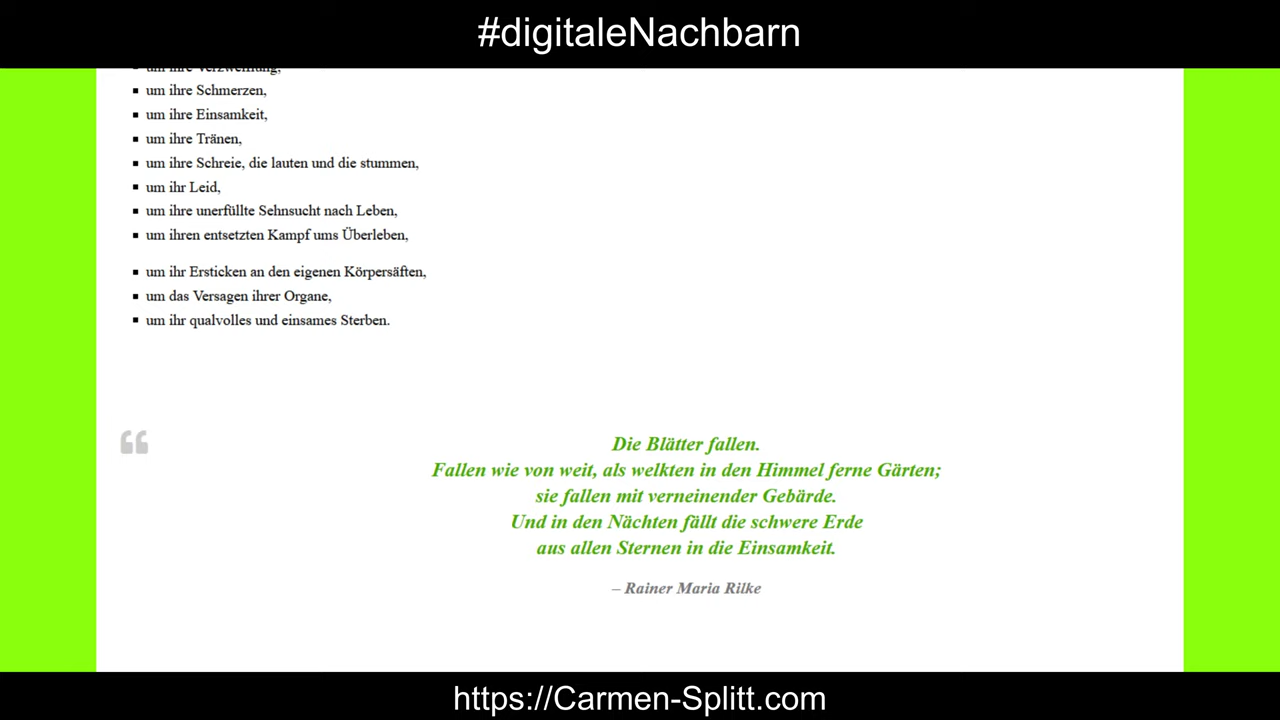 #digitaleNachbarn
um ihre Verzweiflung,
um ihre Schmerzen,
um ihre Einsamkeit,
um ihre Tränen,
um ihre Schreie, die lauten und die stummen,
um ihr Leid,
um ihre unerfüllte Sehnsucht nach Leben,
um ihren entsetzten Kampf ums Überleben,
um ihr Ersticken an den eigenen Körpersäften,
um das Versagen ihrer Organe,
um ihr qualvolles und einsames Sterben.
Die Blätter fallen.
Fallen wie von weit, als welkten in den Himmel ferne Gärten;
sie fallen mit verneinender Gebärde.
Und in den Nächten fällt die schwere Erde
aus allen Sternen in die Einsamkeit.
– Rainer Maria Rilke
https://Carmen-Splitt.com